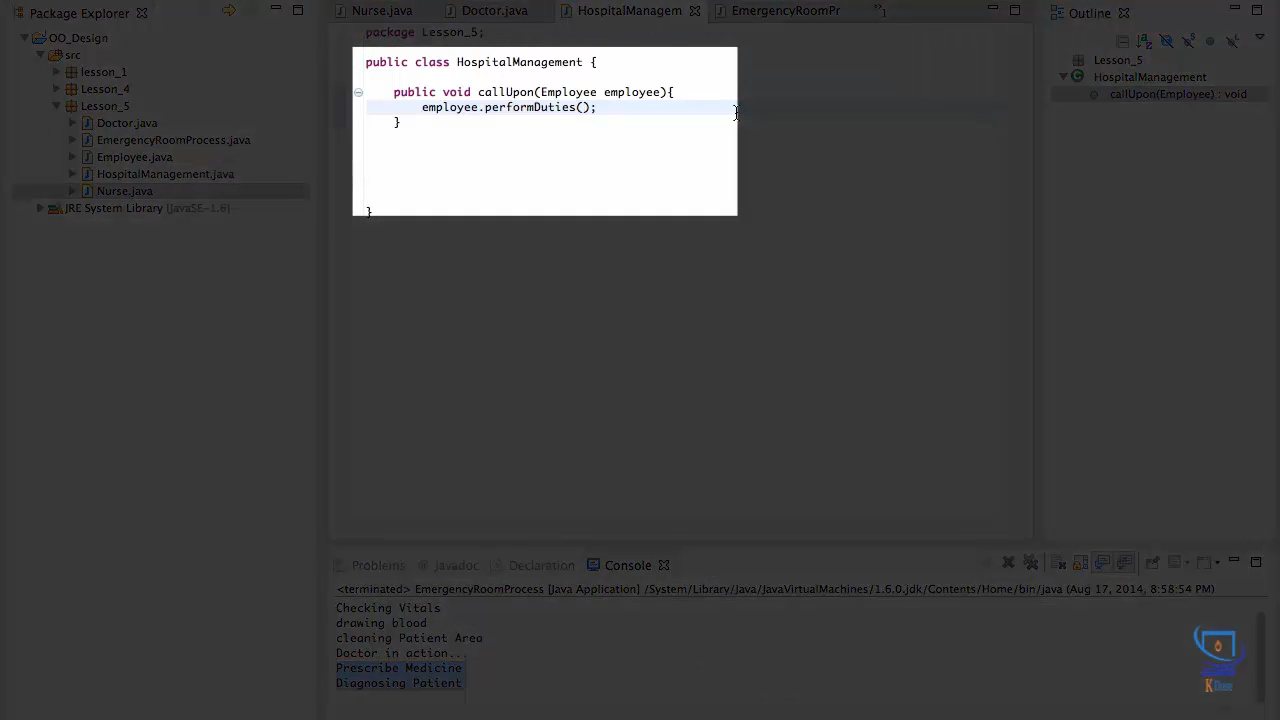 Package Explorer
OO_Design
src
lesson_1
Lesson_4
Lesson_5
Doctor.java
EmergencyRoomProcess.java
Employee.java
HospitalManagement.java
Nurse.java
JRE System Library [JavaSE-1.6]
Nurse.java
Doctor.java
HospitalManagem
EmergencyRoomPr
1
package Lesson_5;
public class HospitalManagement {
public void callUpon(Employee employee){
employee.performDuties();
}
}
Outline
Lesson_5
HospitalManagement
callUpon(Employee) : void
Problems
Javadoc
Declaration
Console
<terminated> EmergencyRoomProcess [Java Application] /System/Library/Java/JavaVirtualMachines/1.6.0.jdk/Contents/Home/bin/java (Aug 17, 2014, 8:58:54 PM)
Checking Vitals
drawing blood
cleaning Patient Area
Doctor in action...
Prescribe Medicine
Diagnosing Patient